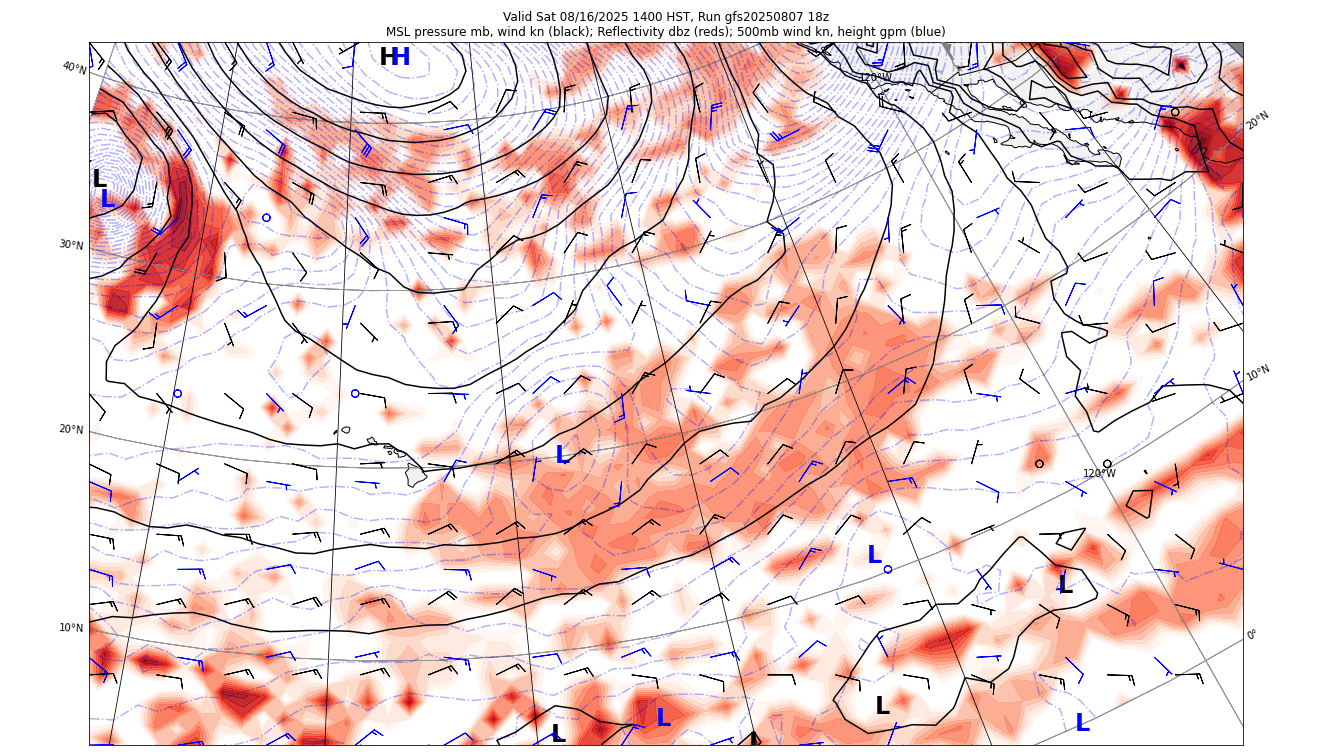 Valid Sat 08/16/2025 1400 HST, Run gfs20250807 18z
MSL pressure mb, wind kn (black); Reflectivity dbz (reds); 500mb wind kn, height gpm (blue)
H H
40°N
120°W
20°N
L
L
30°N
10°N
20°N
L
120°W
L
L
10°N
0°
L
L
L
L
L